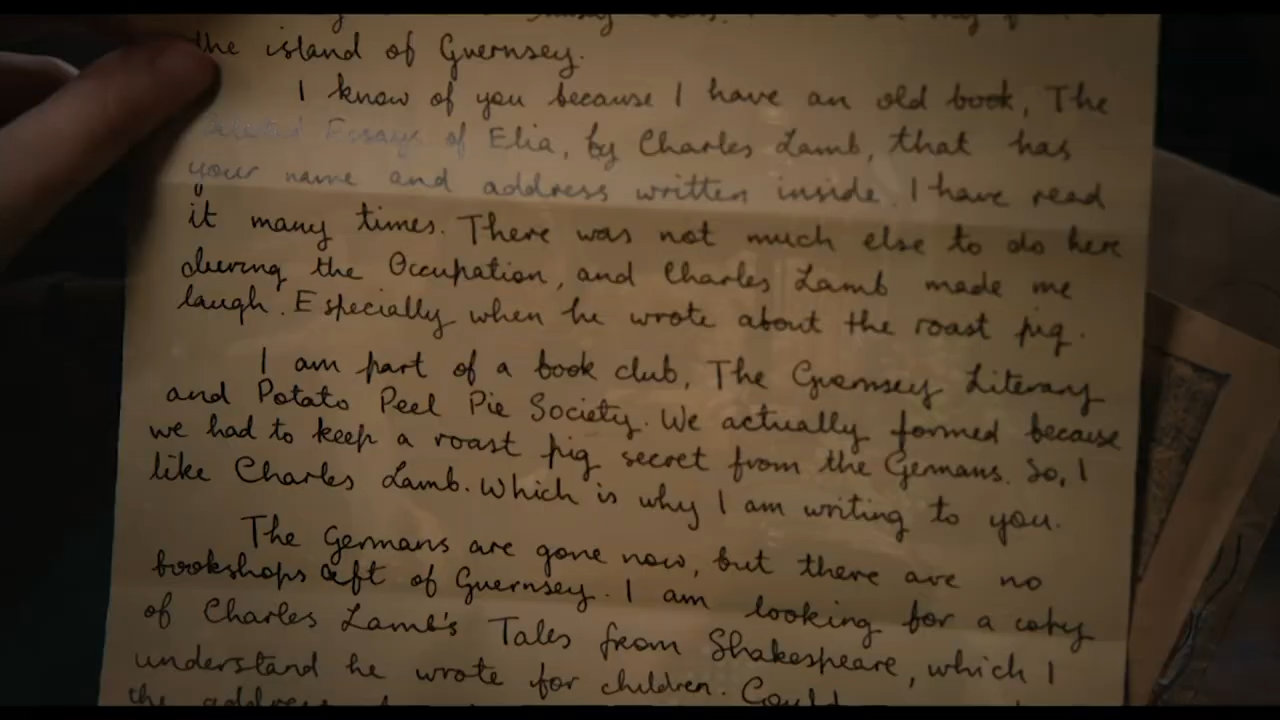 the island of Guernsey.
I know of you because I have an old book, The
Selected Essays of Elia, by Charles Lamb, that has
your name and address written inside. I have read
it many times. There was not much else to do here
during the Occupation, and Charles Lamb made me
laugh. Especially when he wrote about the roast pig.
I am part of a book club, The Guernsey Literary
and Potato Peel Pie Society. We actually formed because
we had to keep a roast pig secret from the Germans. So, I
like Charles Lamb. Which is why I am writing to you.
The Germans are gone now, but there are no
bookshops left of Guernsey. I am looking for a copy
of Charles Lamb's Tales from Shakespeare, which I
understand he wrote for children. Could
the address